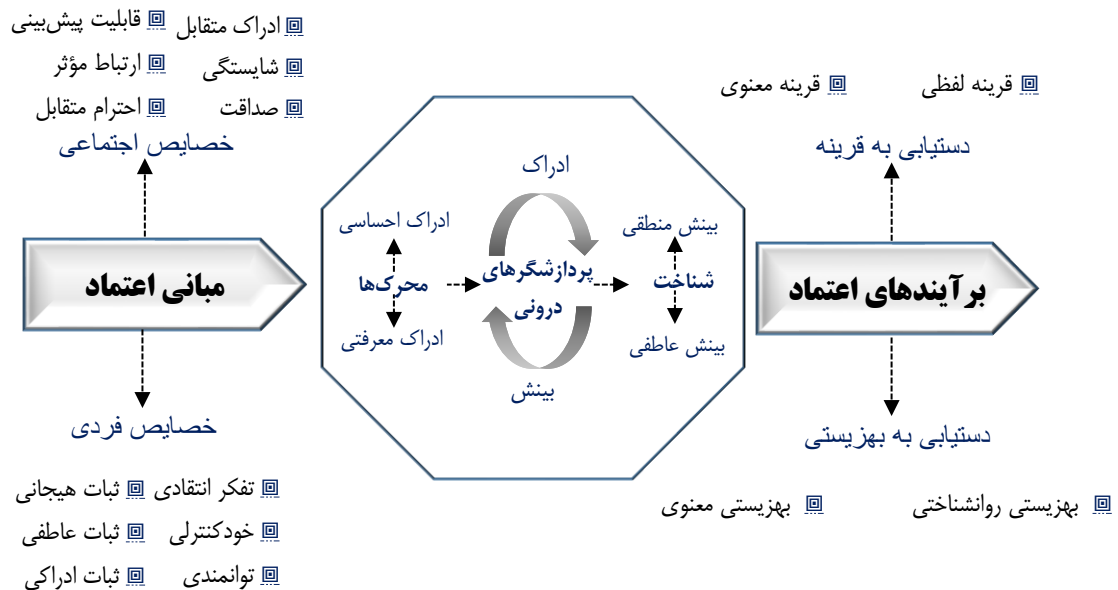 ادراک متقابل
قابلیت پیش‌بینی
شایستگی
ارتباط مؤثر
صداقت
احترام متقابل
خصایص اجتماعی
مبانی اعتماد
خصایص فردی
تفکر انتقادی
ثبات هیجانی
خودکنترلی
ثبات عاطفی
توانمندی
ثبات ادراکی
ادراک
ادراک احساسی
محرک‌ها
ادراک معرفتی
پردازشگرهای
درونی
بینش
بینش منطقی
شناخت
بینش عاطفی
قرینه لفظی
قرینه معنوی
دستیابی به قرینه
برآیندهای اعتماد
دستیابی به بهزیستی
بهزیستی روانشناختی
بهزیستی معنوی